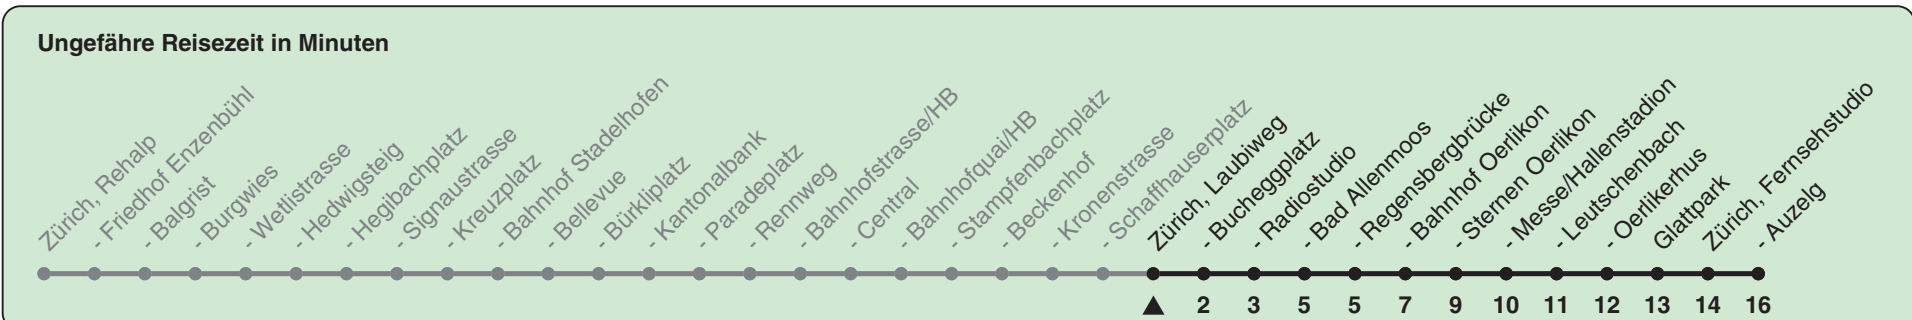 Ungefähre Reisezeit in Minuten
Zürich, Rehalp
- Friedhof Enzenbühl
- Balgrist
- Burgwies
- Wetlistrasse
- Hedwigsteig
- Hegibachplatz
- Signaustrasse
- Kreuzplatz
- Bahnhof Stadelhofen
- Bellevue
- Bürkliplatz
- Kantonalbank
- Paradeplatz
- Rennweg
- Bahnhofstrasse/HB
- Central
- Bahnhofquai/HB
- Stampfenbachplatz
- Beckenhof
- Kronenstrasse
- Schaffhauserplatz
Zürich, Laubiweg
- Bucheggplatz
- Radiostudio
- Bad Allenmoos
- Regensbergbrücke
- Bahnhof Oerlikon
- Sternen Oerlikon
- Messe/Hallenstadion
- Leutschenbach
- Oerlikerhus
Glattpark
Zürich, Fernsehstudio
- Auzelg
2 3 5 5 7 9 10 11 12 13 14 16